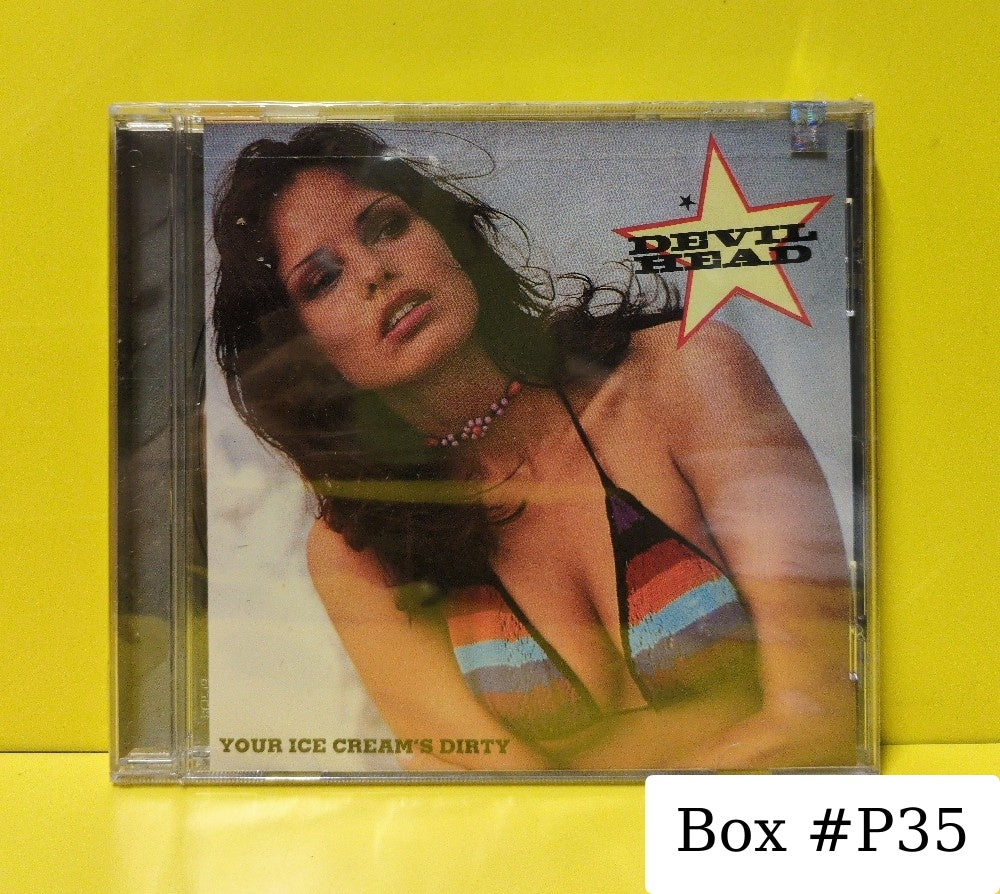 DEVIL
HEAD
YOUR ICE CREAM'S DIRTY
Box #P35